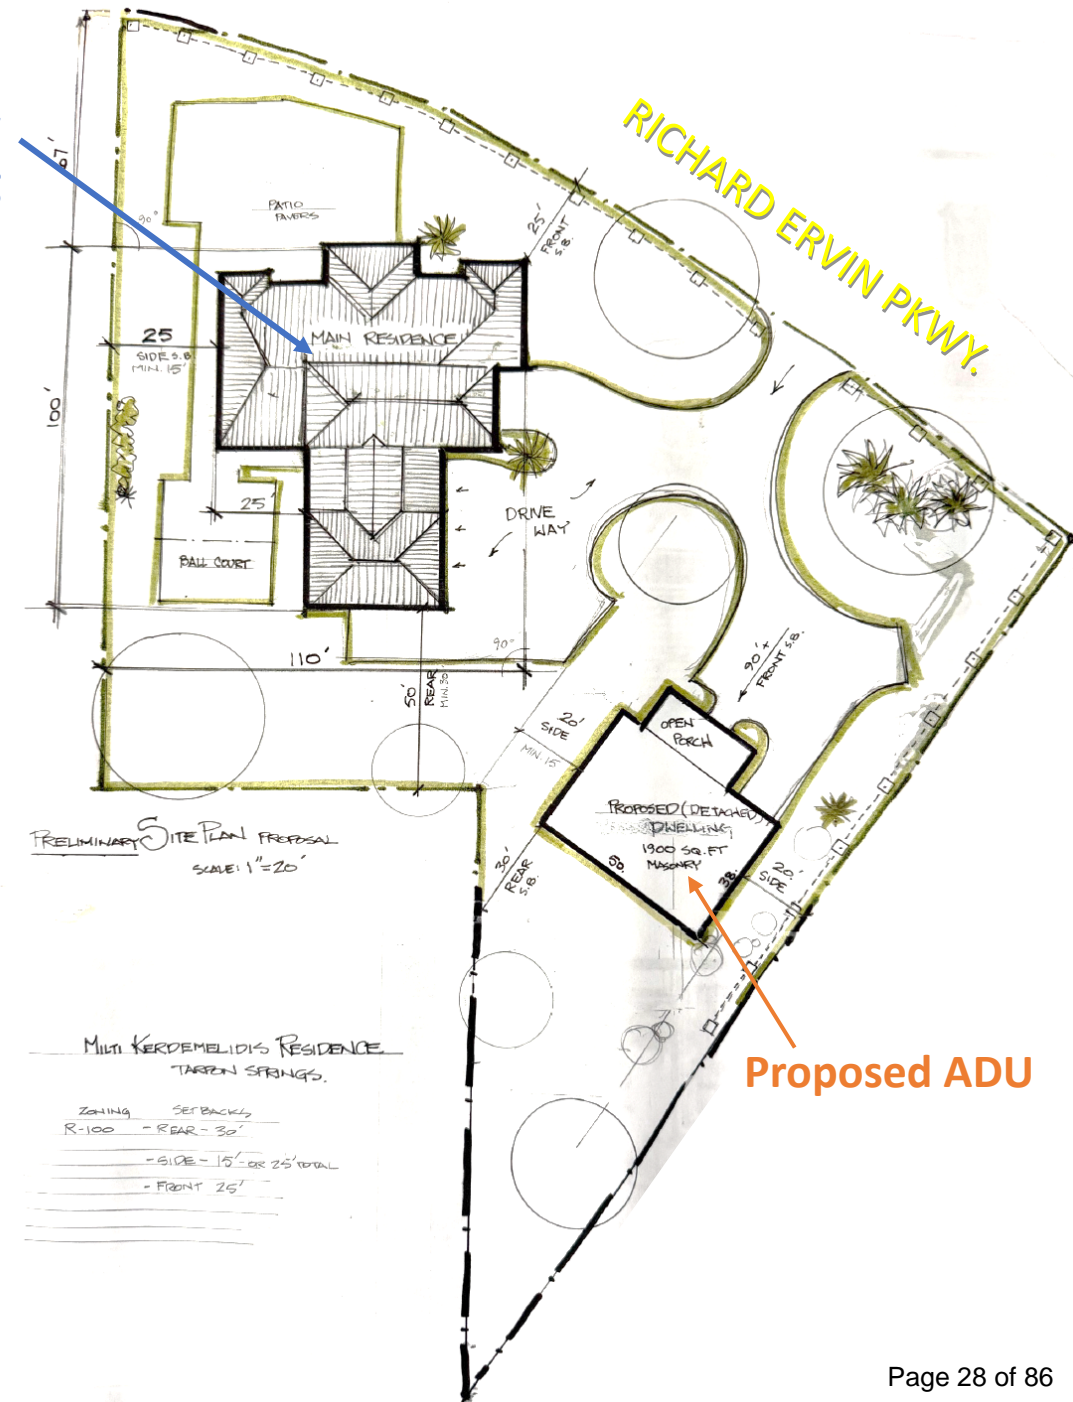 RICHARD ERVIN PKWY.
67'
90°
PATIO
PAVERS
25'
FRONT
S.B.
MAIN RESIDENCE
25
SIDE S.B
MIN. 15'
100'
25'
DRIVE
WAY
BALL COURT
110'
90°
50'
REAR
MIN. 30'
90'+
FRONT S.B.
20'
SIDE
MIN. 15'
OPEN
PORCH
PROPOSED (DETACHED)
DWELLING
1900 SQ. FT
MASONRY
50.
38.
30'
REAR
S.B.
20'
SIDE
PRELIMINARY SITE PLAN PROPOSAL
SCALE: 1"=20'
Proposed ADU
MILTI KERDEMELIDIS RESIDENCE
TARPON SPRINGS.
ZONING SETBACKS
R-100 - REAR - 30'
- SIDE - 15' OR 25' TOTAL
- FRONT 25'
Page 28 of 86